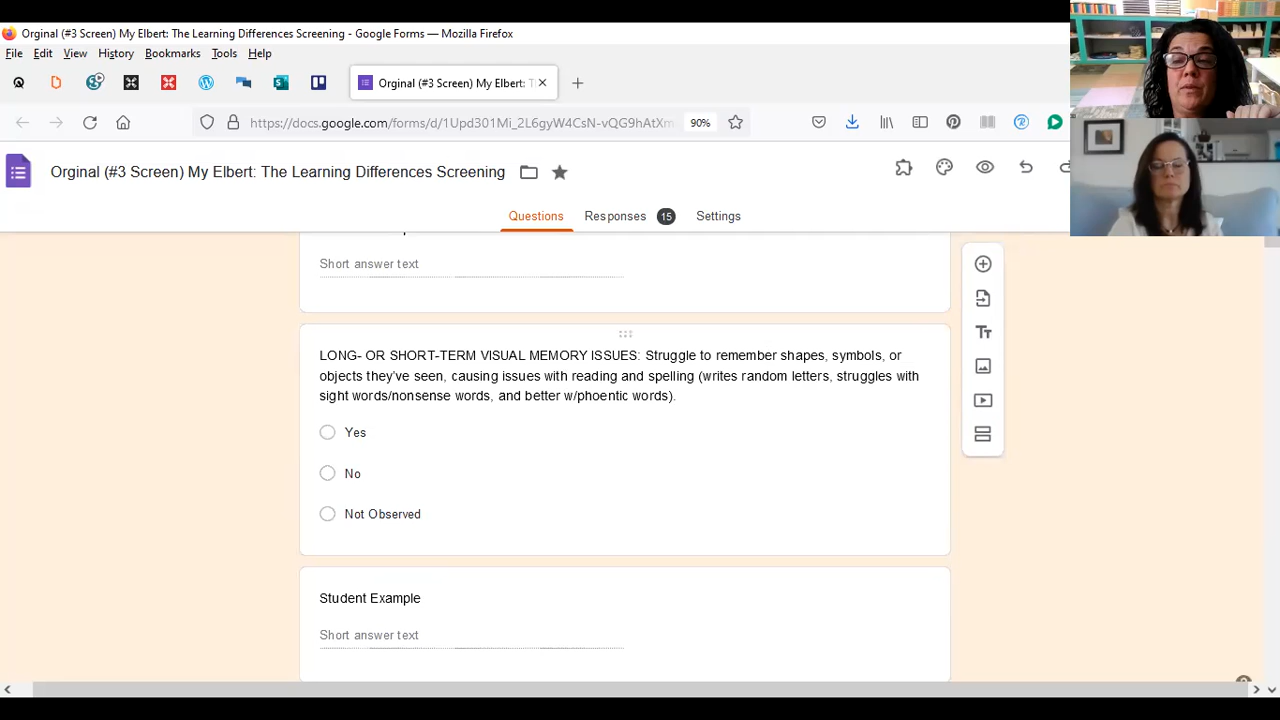 Orginal (#3 Screen) My Elbert: The Learning Differences Screening - Google Forms — Mozilla Firefox
File Edit View History Bookmarks Tools Help
Orginal (#3 Screen) My Elbert: T
https://docs.google.com/forms/d/1Upd301Mi_2L6gyW4CsN-vQG9hAtXm 90%
Orginal (#3 Screen) My Elbert: The Learning Differences Screening
Questions Responses 15 Settings
Short answer text
LONG- OR SHORT-TERM VISUAL MEMORY ISSUES: Struggle to remember shapes, symbols, or
objects they've seen, causing issues with reading and spelling (writes random letters, struggles with
sight words/nonsense words, and better w/phoentic words).
Yes
No
Not Observed
Student Example
Short answer text